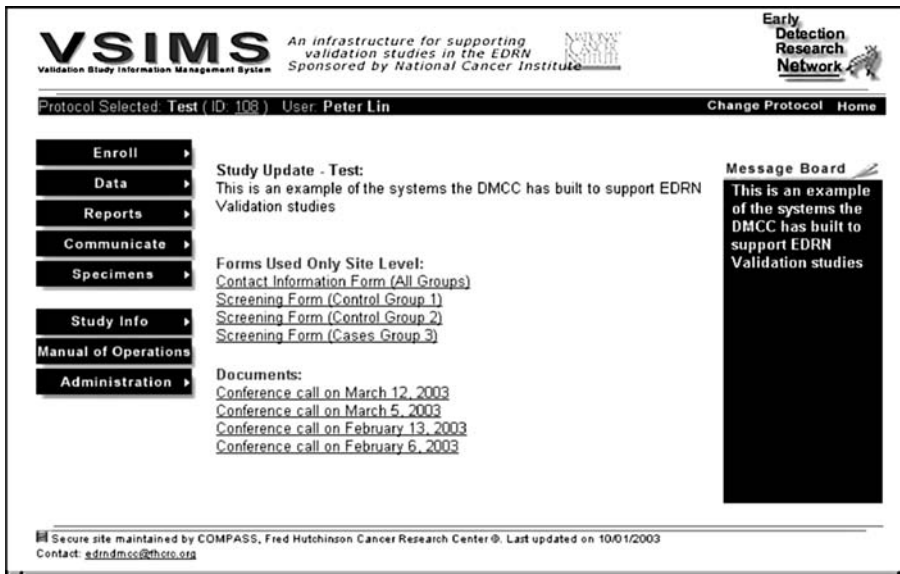 VSIMS
Validation Study Information Management System
An infrastructure for supporting
validation studies in the EDRN
Sponsored by National Cancer Institute
NATIONAL
CANCER
INSTITUTE
Early
Detection
Research
Network
Protocol Selected: Test ( ID: 108 ) User: Peter Lin
Change Protocol Home
Enroll
Data
Reports
Communicate
Specimens
Study Info
Manual of Operations
Administration
Study Update - Test:
This is an example of the systems the DMCC has built to support EDRN
Validation studies
Forms Used Only Site Level:
Contact Information Form (All Groups)
Screening Form (Control Group 1)
Screening Form (Control Group 2)
Screening Form (Cases Group 3)
Documents:
Conference call on March 12, 2003
Conference call on March 5, 2003
Conference call on February 13, 2003
Conference call on February 6, 2003
Message Board
This is an example
of the systems the
DMCC has built to
support EDRN
Validation studies
Secure site maintained by COMPASS, Fred Hutchinson Cancer Research Center ®. Last updated on 10/01/2003
Contact: edrndmcc@fhcrc.org